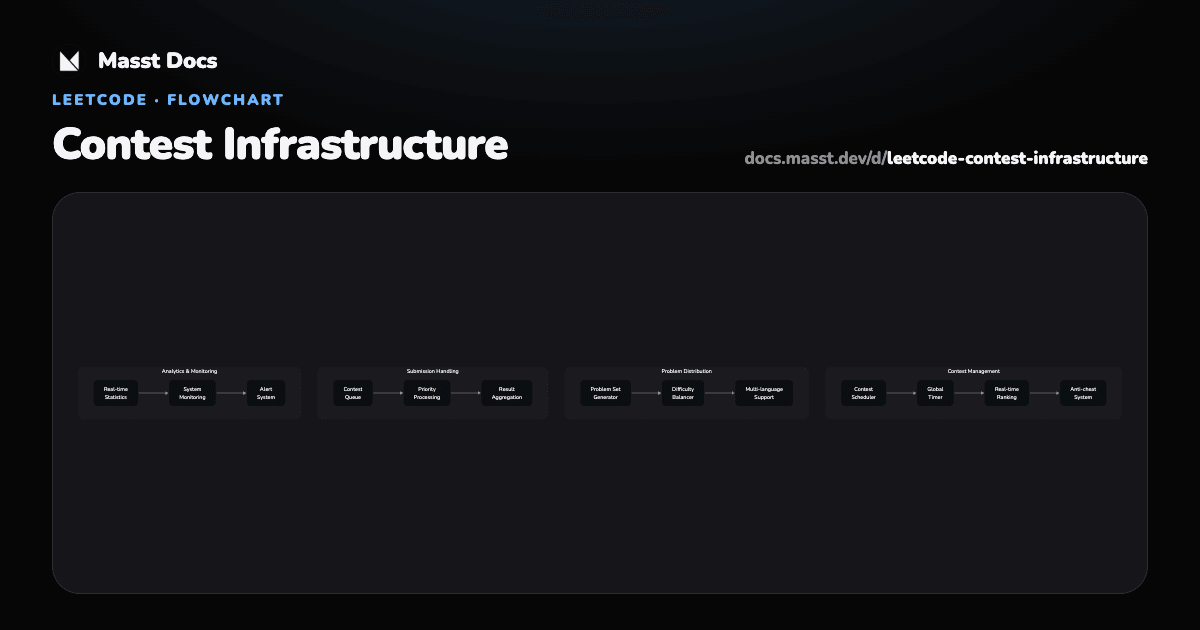 Masst Docs
LEETCODE · FLOWCHART
Contest Infrastructure
docs.masst.dev/d/leetcode-contest-infrastructure
Analytics & Monitoring
Real-time
Statistics
System
Monitoring
Alert
System
Submission Handling
Contest
Queue
Priority
Processing
Result
Aggregation
Problem Distribution
Problem Set
Generator
Difficulty
Balancer
Multi-language
Support
Contest Management
Contest
Scheduler
Global
Timer
Real-time
Ranking
Anti-cheat
System